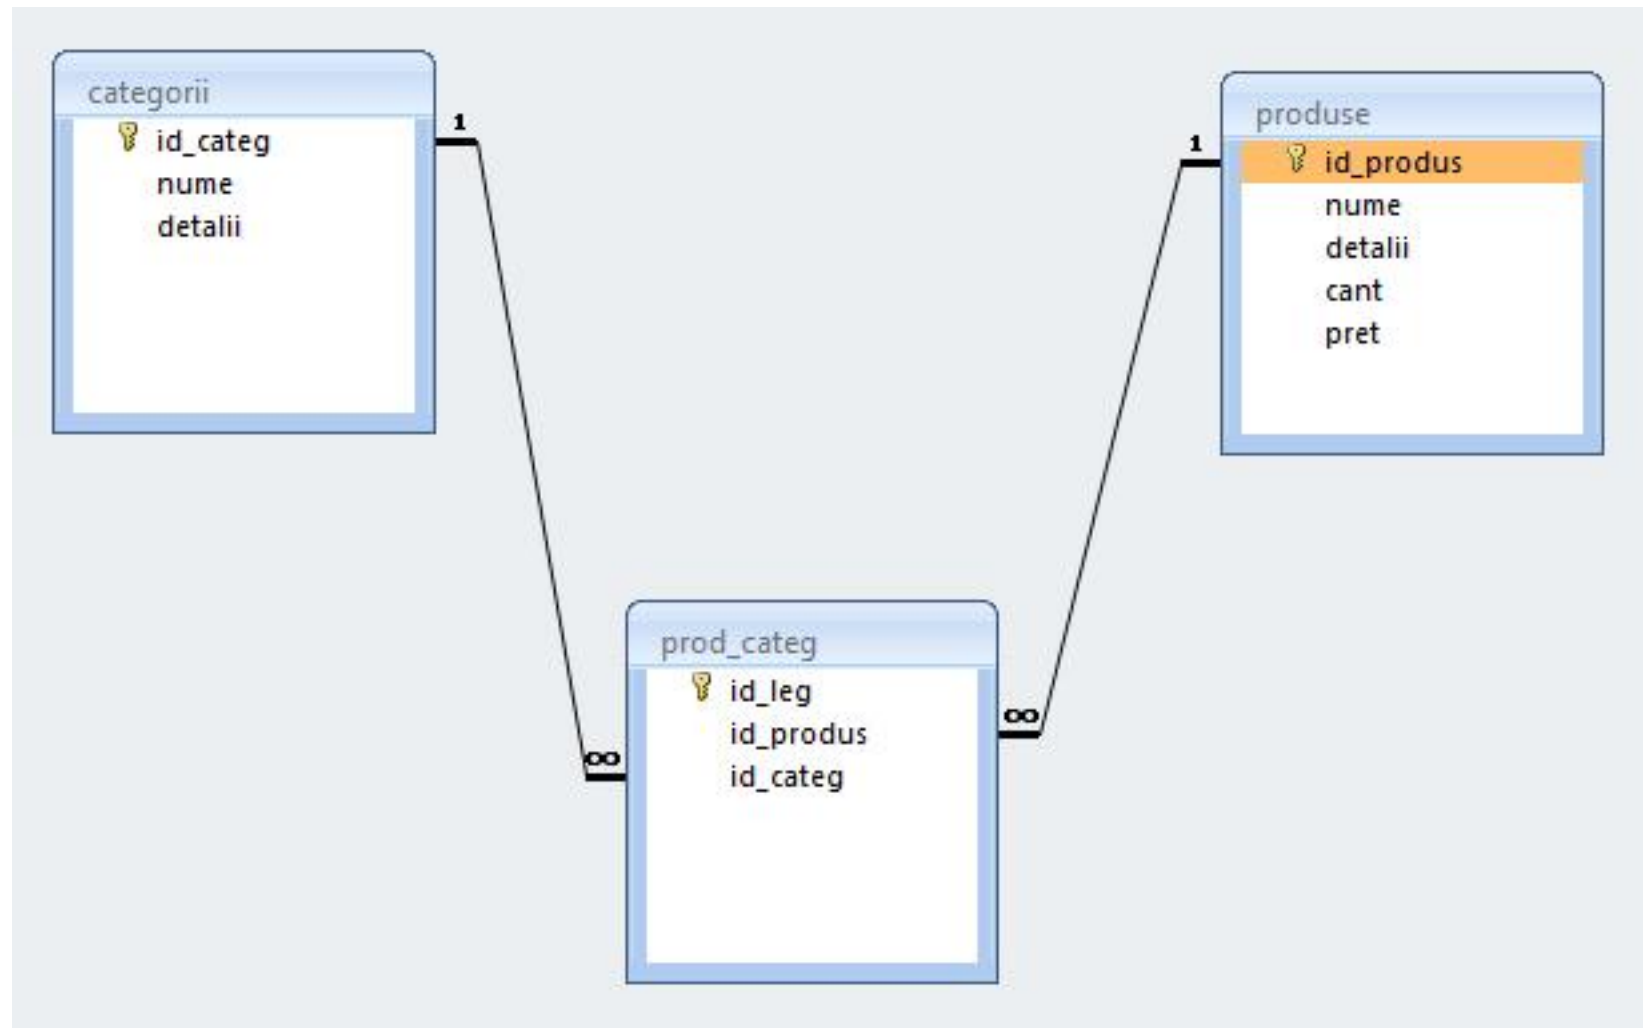 categorii
id_categ
nume
detalii
1
produse
id_produs
nume
detalii
cant
pret
1
prod_categ
id_leg
id_produs
id_categ
∞
∞